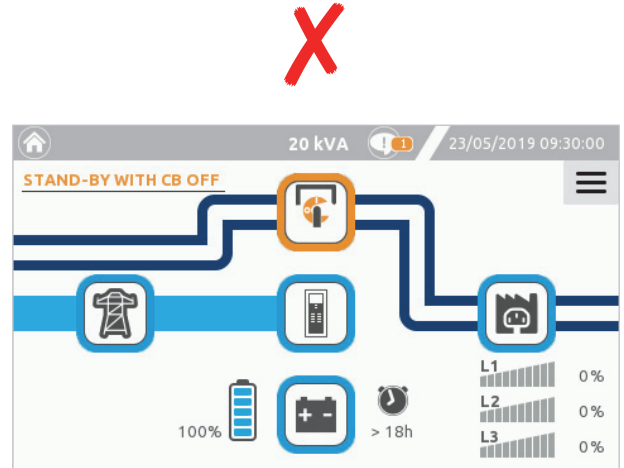 20 kVA 1 23/05/2019 09:30:00
STAND-BY WITH CB OFF
L1 0%
L2 0%
100% > 18h
L3 0%